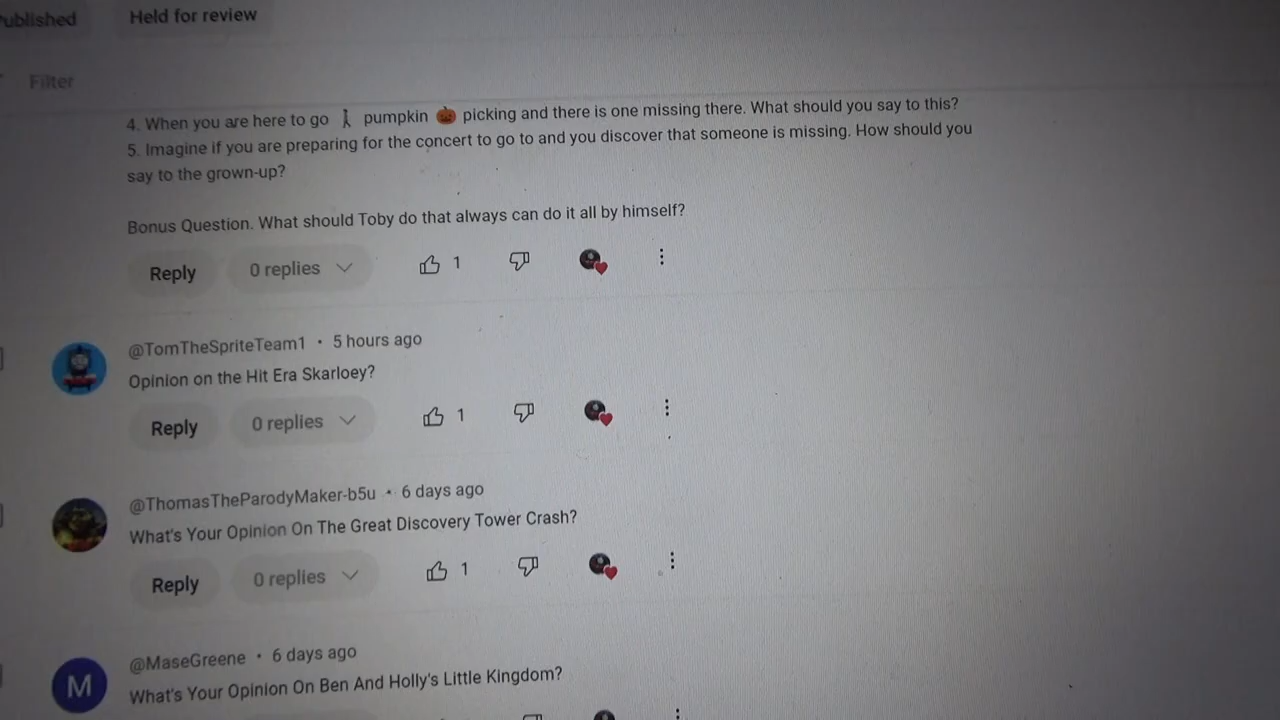 Published Held for review
Filter
4. When you are here to go 🚶 pumpkin 🎃 picking and there is one missing there. What should you say to this?
5. Imagine if you are preparing for the concert to go to and you discover that someone is missing. How should you
say to the grown-up?
Bonus Question. What should Toby do that always can do it all by himself?
Reply 0 replies 1
@TomTheSpriteTeam1 • 5 hours ago
Opinion on the Hit Era Skarloey?
Reply 0 replies 1
@ThomasTheParodyMaker-b5u • 6 days ago
What's Your Opinion On The Great Discovery Tower Crash?
Reply 0 replies 1
M
@MaseGreene • 6 days ago
What's Your Opinion On Ben And Holly's Little Kingdom?